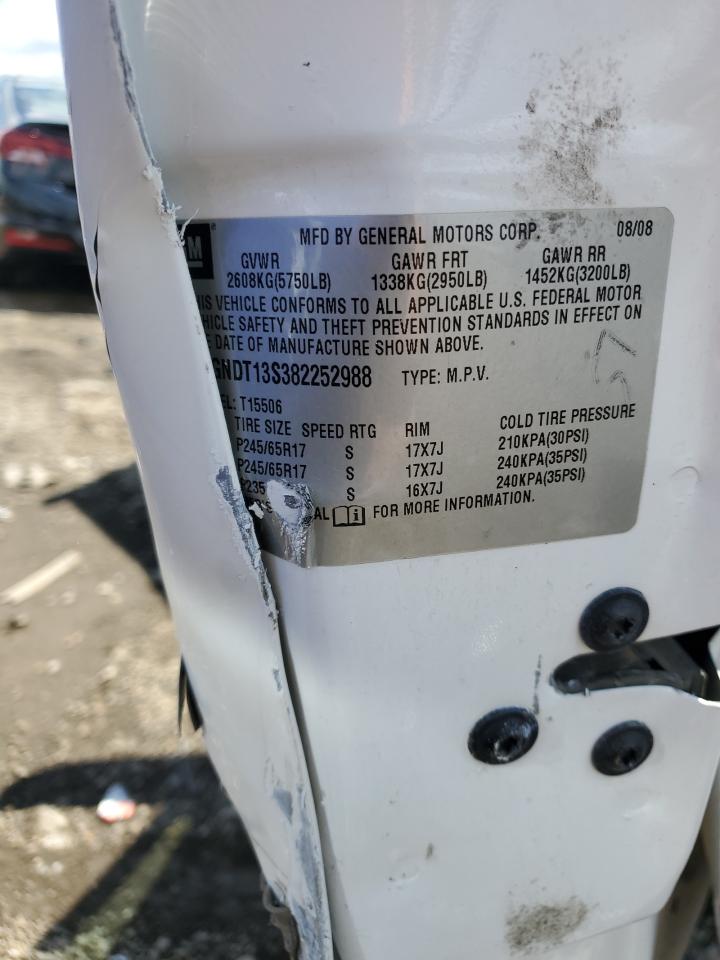 M ®
MFD BY GENERAL MOTORS CORP. 08/08
GVWR GAWR FRT GAWR RR
2608KG(5750LB) 1338KG(2950LB) 1452KG(3200LB)
HIS VEHICLE CONFORMS TO ALL APPLICABLE U.S. FEDERAL MOTOR
HICLE SAFETY AND THEFT PREVENTION STANDARDS IN EFFECT ON
E DATE OF MANUFACTURE SHOWN ABOVE.
GNDT13S382252988 TYPE: M.P.V.
EL: T15506
TIRE SIZE SPEED RTG RIM COLD TIRE PRESSURE
P245/65R17 S 17X7J 210KPA(30PSI)
P245/65R17 S 17X7J 240KPA(35PSI)
P235 S 16X7J 240KPA(35PSI)
AL FOR MORE INFORMATION.